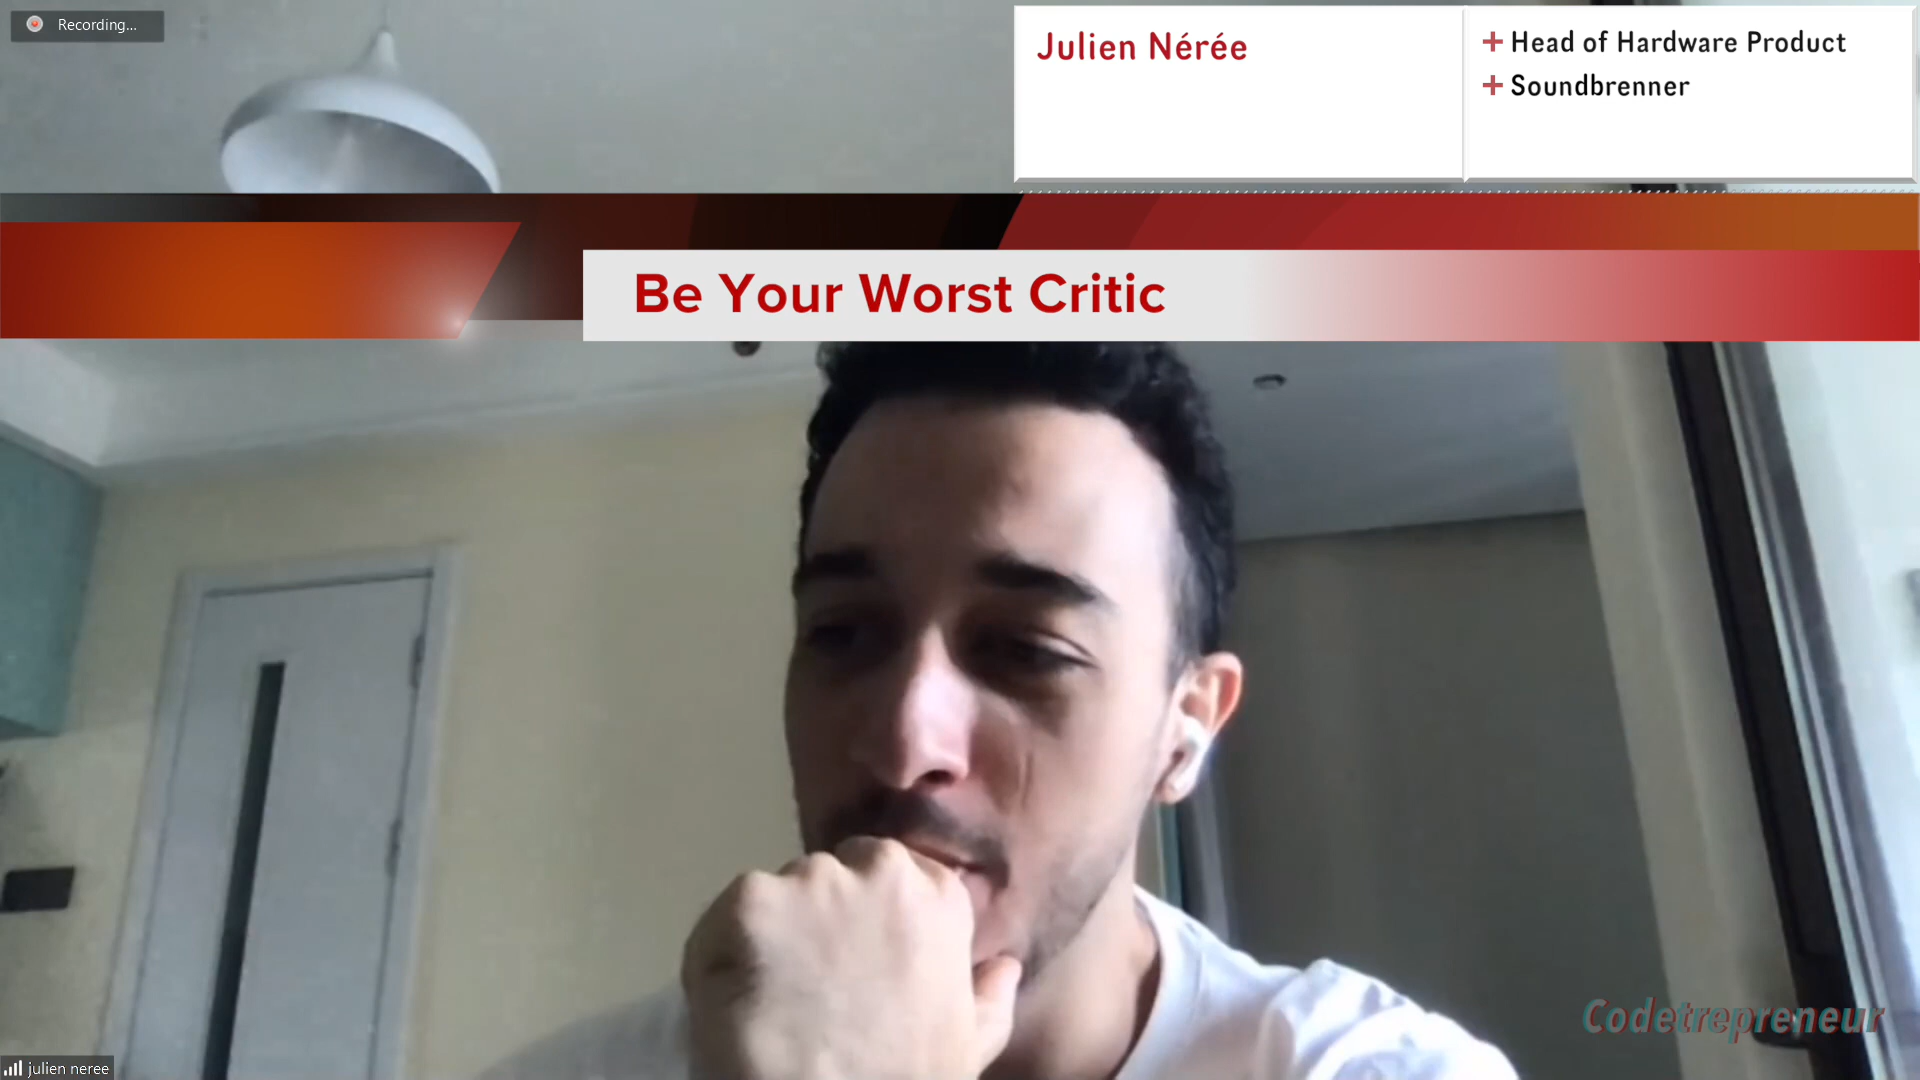 Recording...
Julien Nérée
+ Head of Hardware Product
+ Soundbrenner
Be Your Worst Critic
Codetrepreneur
julien neree